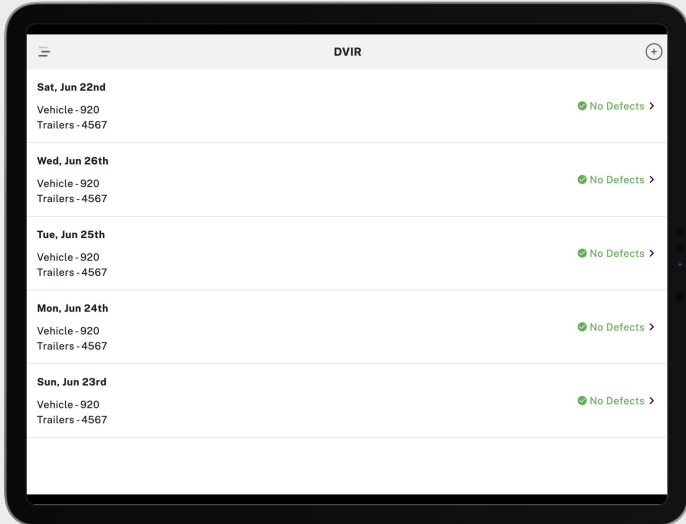 DVIR
Sat, Jun 22nd
Vehicle - 920
Trailers - 4567
No Defects
Wed, Jun 26th
Vehicle - 920
Trailers - 4567
No Defects
Tue, Jun 25th
Vehicle - 920
Trailers - 4567
No Defects
Mon, Jun 24th
Vehicle - 920
Trailers - 4567
No Defects
Sun, Jun 23rd
Vehicle - 920
Trailers - 4567
No Defects